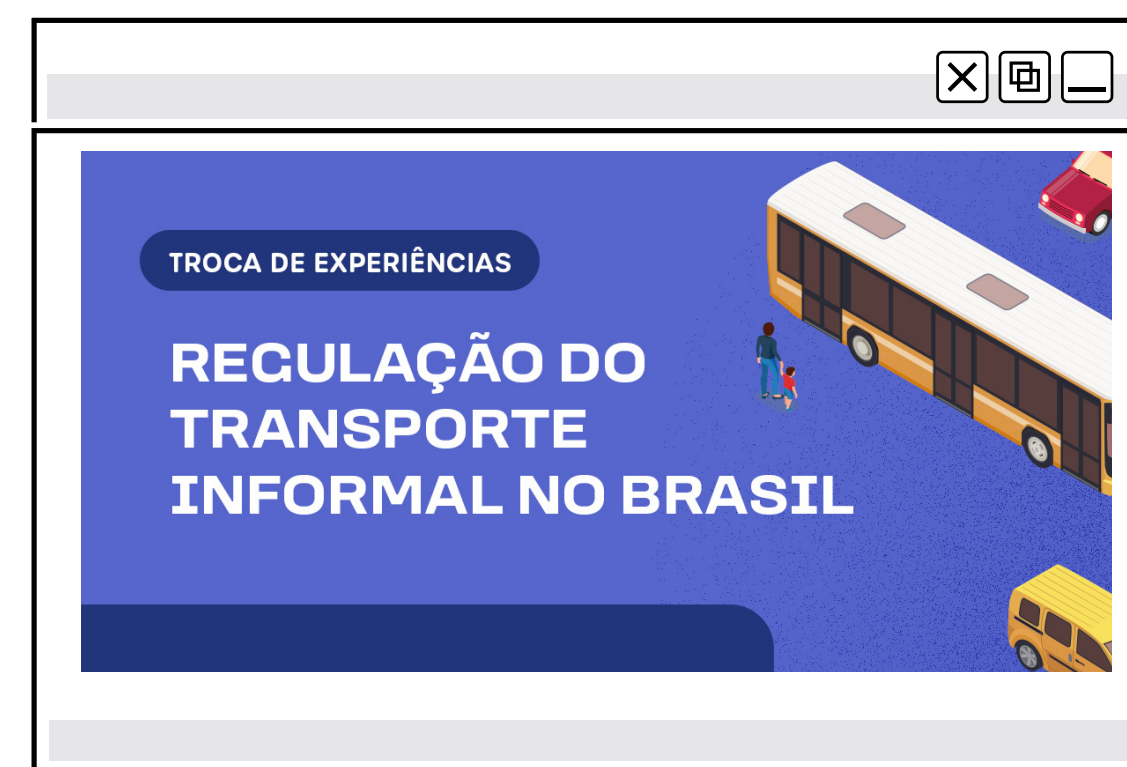 TROCA DE EXPERIÊNCIAS
REGULAÇÃO DO
TRANSPORTE
INFORMAL NO BRASIL